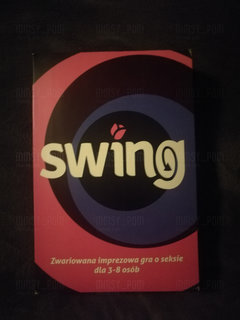 swing
Zwariowana imprezowa gra o seksie
dla 3-8 osób